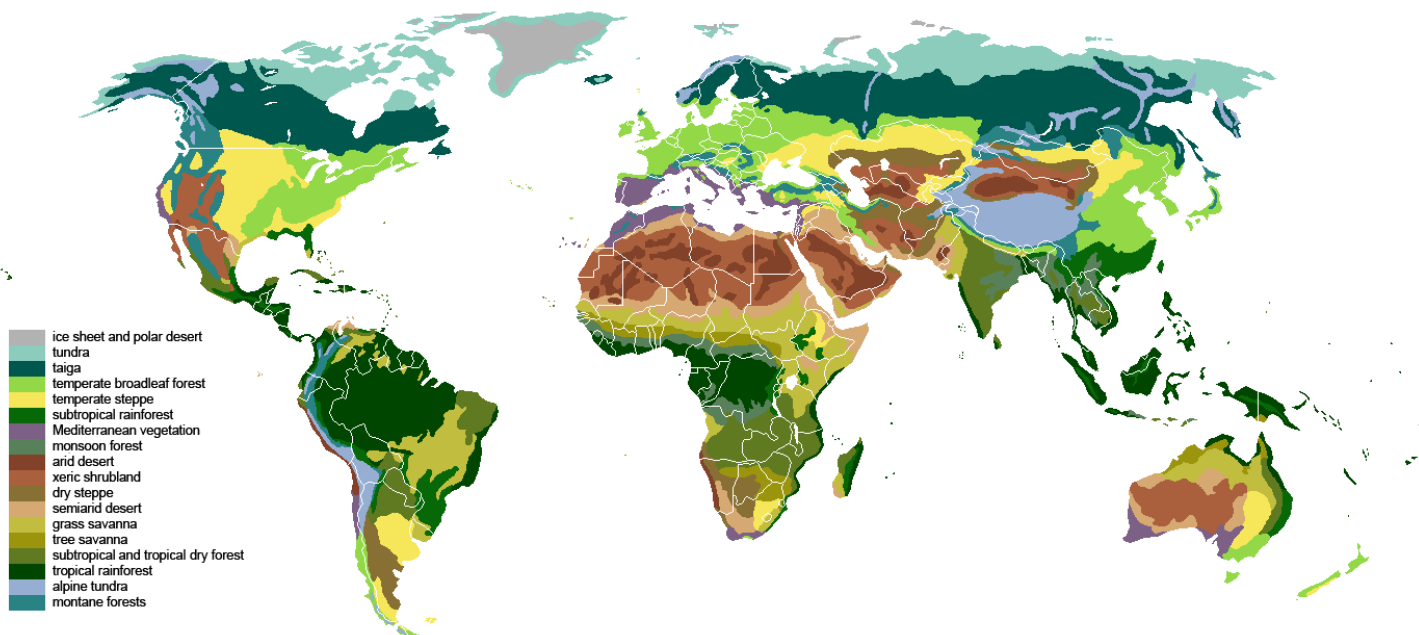 ice sheet and polar desert
tundra
taiga
temperate broadleaf forest
temperate steppe
subtropical rainforest
Mediterranean vegetation
monsoon forest
arid desert
xeric shrubland
dry steppe
semiarid desert
grass savanna
tree savanna
subtropical and tropical dry forest
tropical rainforest
alpine tundra
montane forests